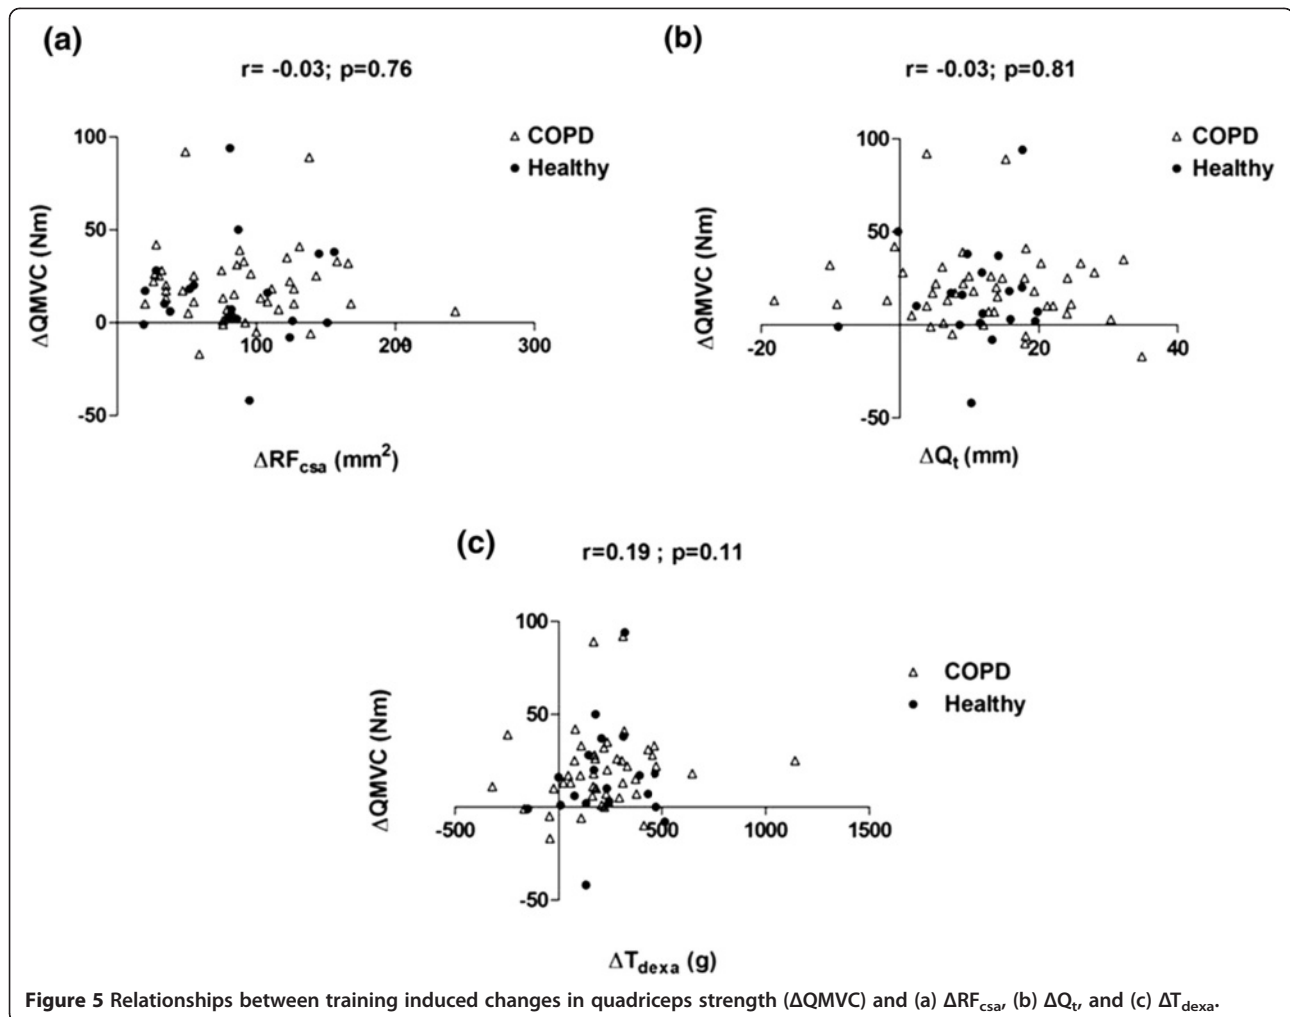 (a)
r= -0.03; p=0.76
100
50
0
-50
100
200
300
ΔQMVC (Nm)
ΔRFcsa (mm²)
COPD
Healthy
(b)
r= -0.03; p=0.81
100
50
-50
-20
20
40
ΔQMVC (Nm)
ΔQt (mm)
COPD
Healthy
(c)
r=0.19 ; p=0.11
100
50
-50
-500
500
1000
1500
ΔQMVC (Nm)
ΔTdexa (g)
COPD
Healthy
Figure 5 Relationships between training induced changes in quadriceps strength (ΔQMVC) and (a) ΔRFcsa, (b) ΔQt, and (c) ΔTdexa.